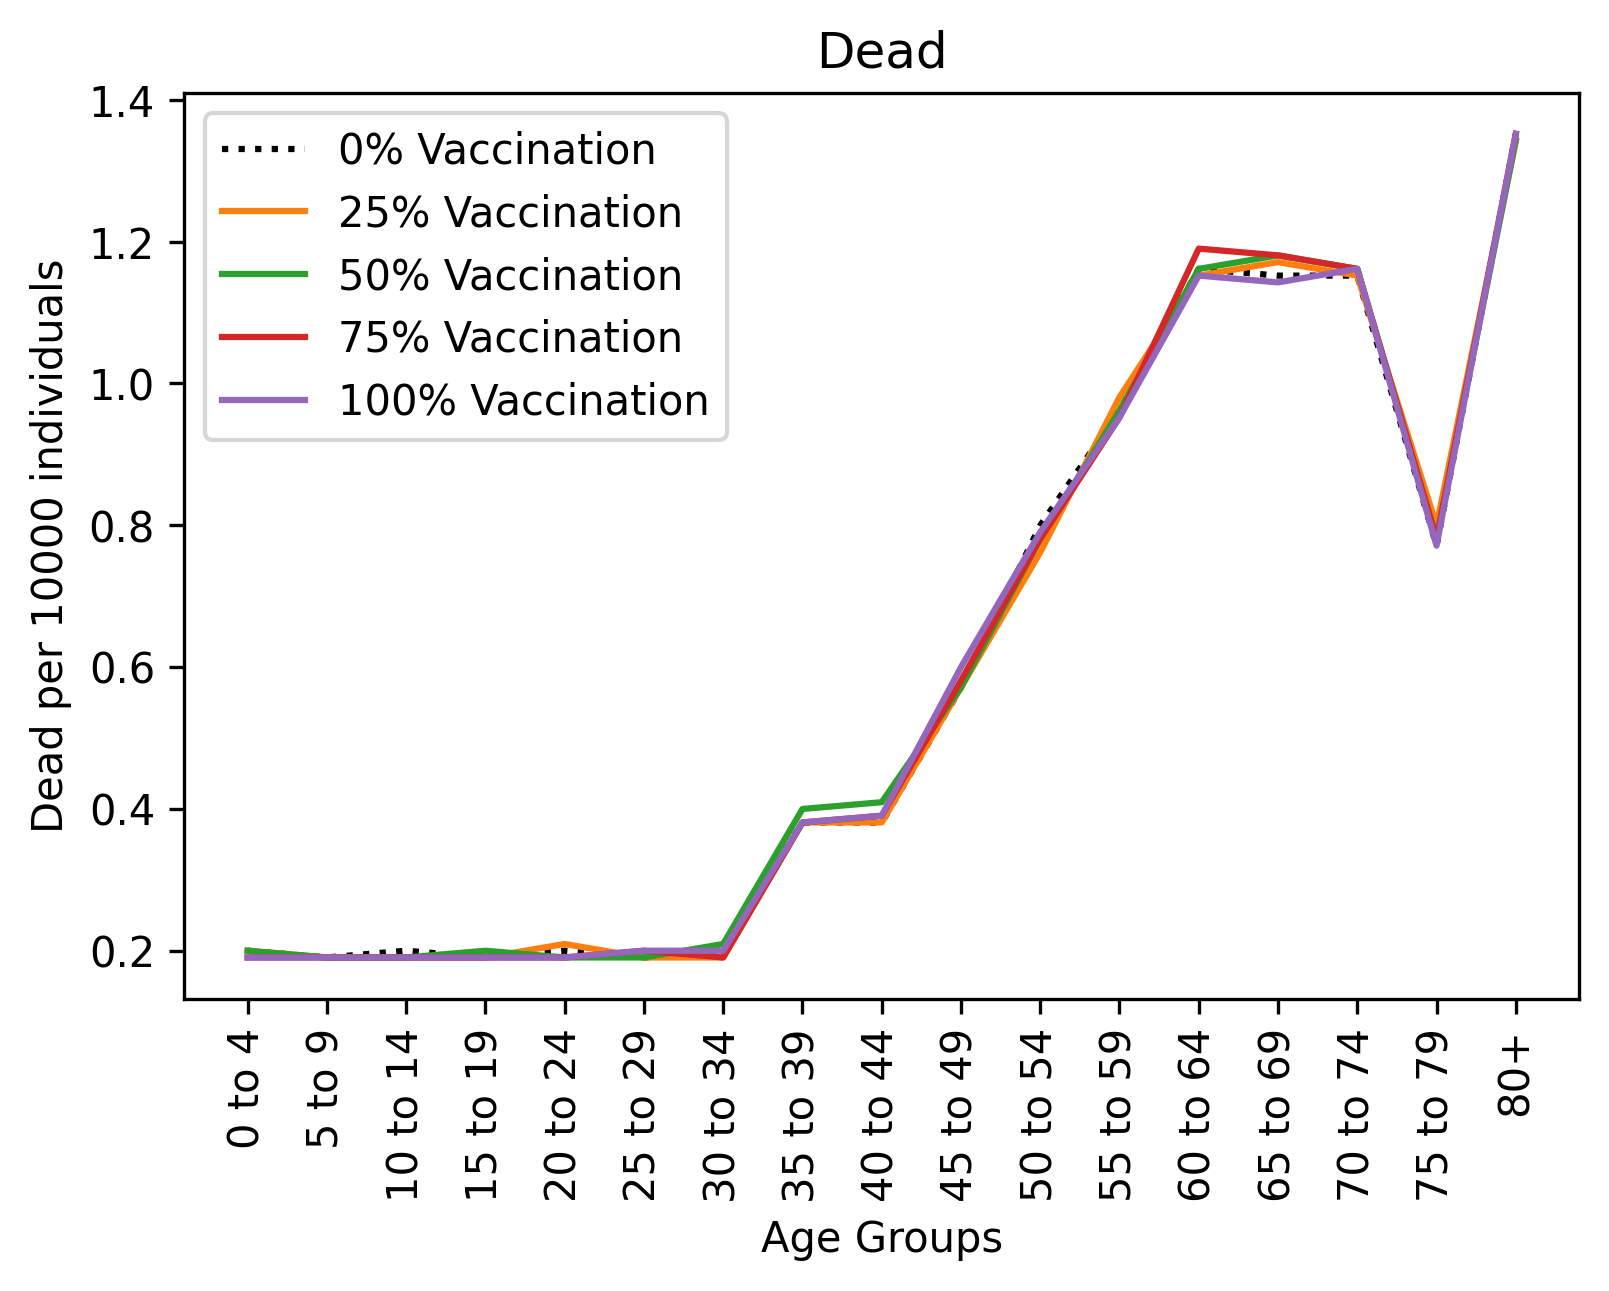 Dead
1.4
1.2
1.0
0.8
0.6
0.4
0.2
Dead per 10000 individuals
0% Vaccination
25% Vaccination
50% Vaccination
75% Vaccination
100% Vaccination
0 to 4
5 to 9
10 to 14
15 to 19
20 to 24
25 to 29
30 to 34
35 to 39
40 to 44
45 to 49
50 to 54
55 to 59
60 to 64
65 to 69
70 to 74
75 to 79
80+
Age Groups